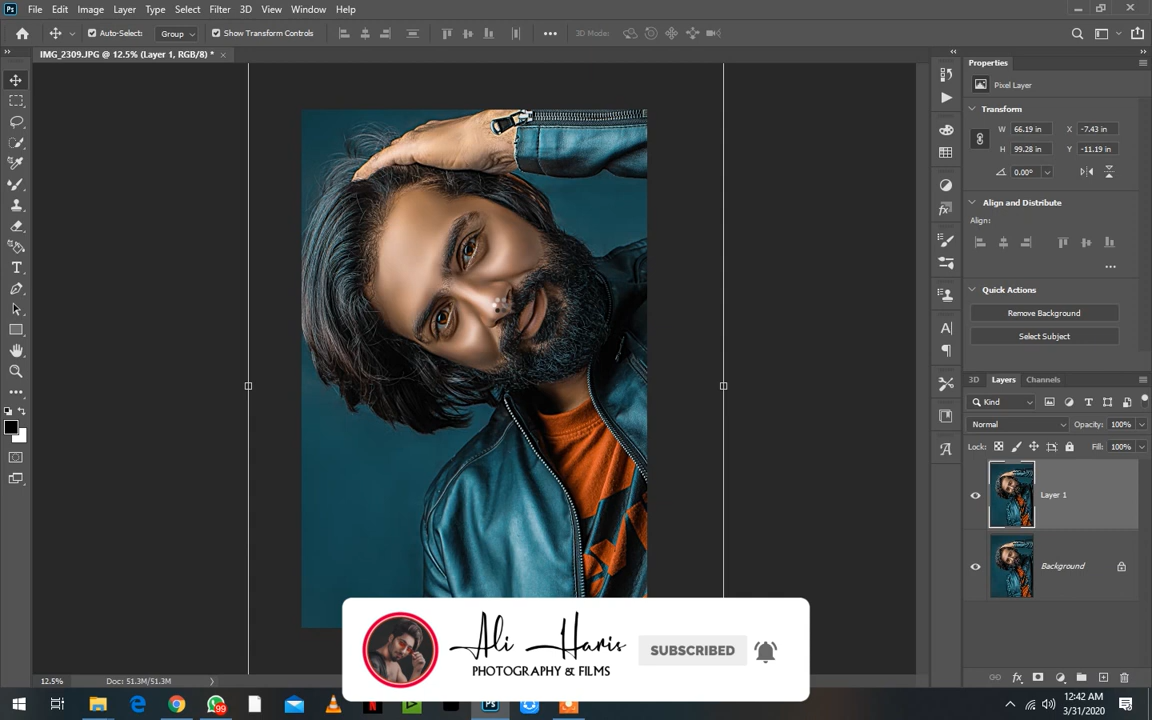 Ps File Edit Image Layer Type Select Filter 3D View Window Help
Auto-Select: Group Show Transform Controls 3D Mode:
IMG_2309.JPG @ 12.5% (Layer 1, RGB/8) *
Properties
Pixel Layer
Transform
W 66.19 in X -7.43 in
H 99.28 in Y -11.19 in
0.00°
Align and Distribute
Align:
Quick Actions
Remove Background
Select Subject
3D Layers Channels
Kind
Normal Opacity: 100%
Lock: Fill: 100%
Layer 1
Background
Ali Haris
PHOTOGRAPHY & FILMS
SUBSCRIBED
12.5% Doc: 51.3M/51.3M
99
Ps
12:42 AM
3/31/2020